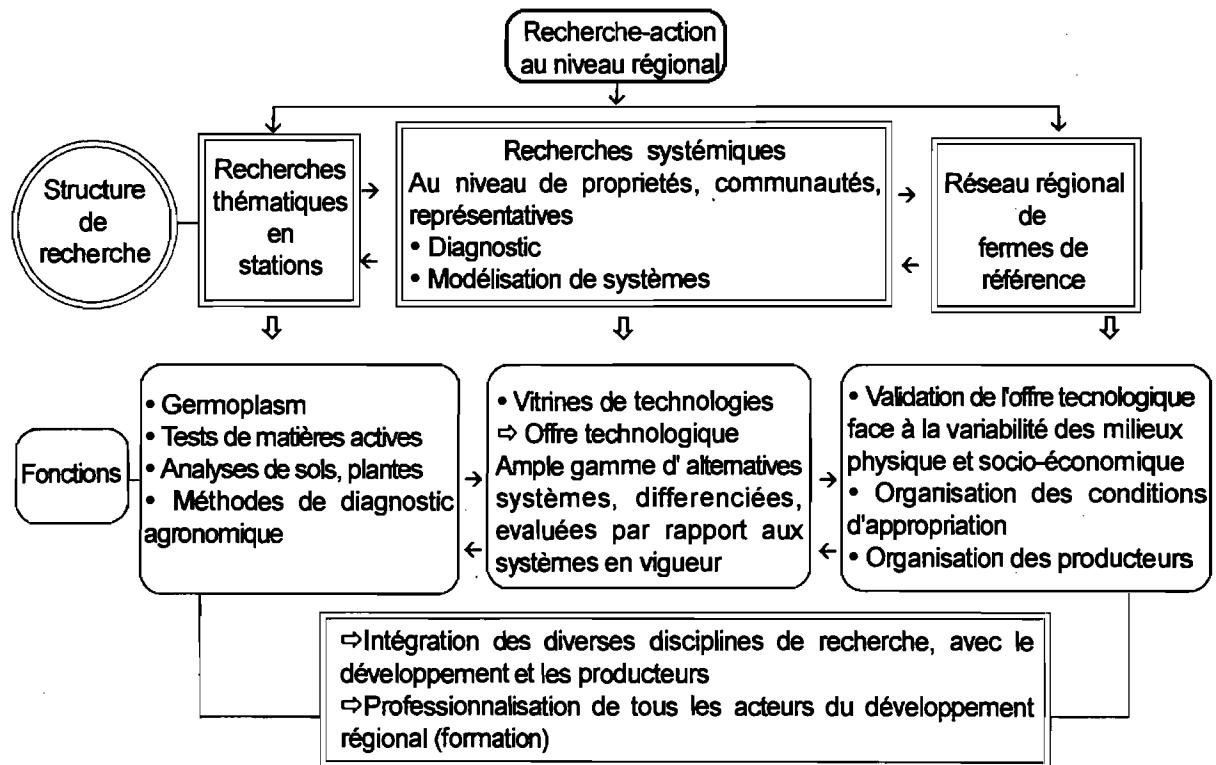 Recherche-action
au niveau régional
Structure
de
recherche
Recherches
thématiques
en
stations
Recherches systémiques
Au niveau de proprietés, communautés,
représentatives
• Diagnostic
• Modélisation de systèmes
Réseau régional
de
fermes de
référence
Fonctions
• Germoplasm
• Tests de matières actives
• Analyses de sols, plantes
• Méthodes de diagnostic
agronomique
• Vitrines de technologies
⇨ Offre technologique
Ample gamme d' alternatives
systèmes, differenciées,
evaluées par rapport aux
systèmes en vigueur
• Validation de l'offre tecnologique
face à la variabilité des milieux
physique et socio-économique
• Organisation des conditions
d'appropriation
• Organisation des producteurs
⇨Intégration des diverses disciplines de recherche, avec le
développement et les producteurs
⇨Professionnalisation de tous les acteurs du développement
régional (formation)